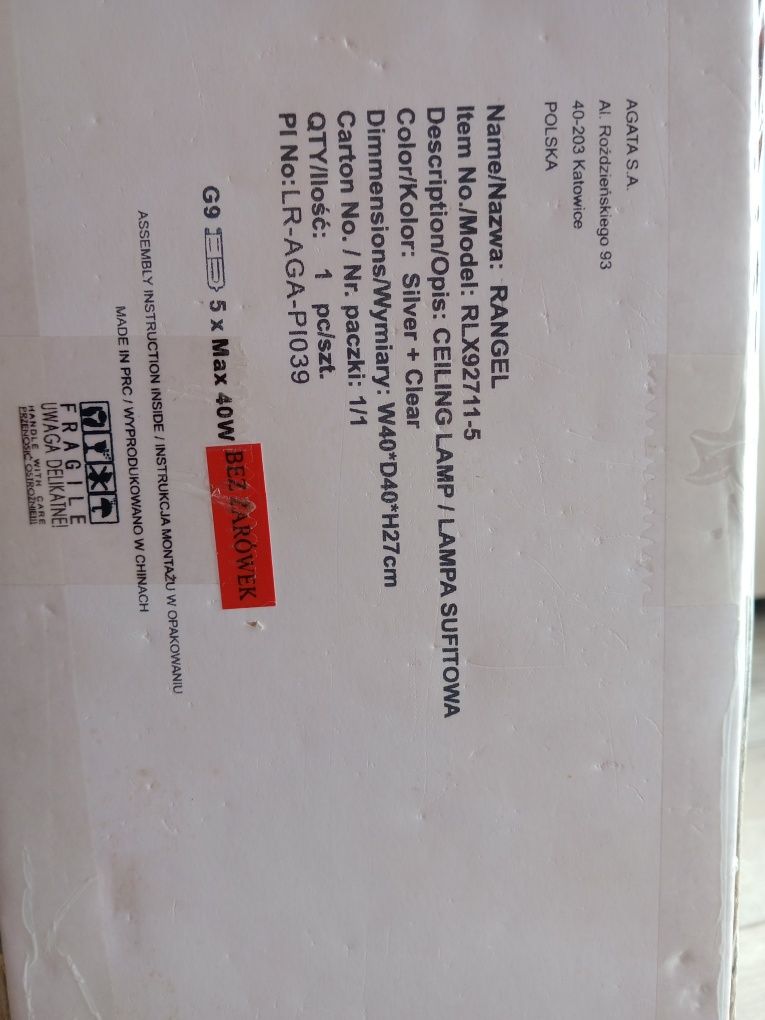 AGATA S.A.
Al. Roździeńskiego 93
40-203 Katowice
POLSKA
Name/Nazwa: RANGEL
Item No./Model: RLX92711-5
Description/Opis: CEILING LAMP / LAMPA SUFITOWA
Color/Kolor: Silver + Clear
Dimmensions/Wymiary: W40*D40*H27cm
Carton No. / Nr. paczki: 1/1
QTY/Ilość: 1 pc/szt.
PI No:LR-AGA-PI039
G9 5 x Max 40W BEZ ŻARÓWEK
ASSEMBLY INSTRUCTION INSIDE / INSTRUKCJA MONTAŻU W OPAKOWANIU
MADE IN PRC / WYPRODUKOWANO W CHINACH
FRAGILE
UWAGA DELIKATNE!
HANDLE WITH CARE
PRZENOSIĆ OSTROŻNIE!!!